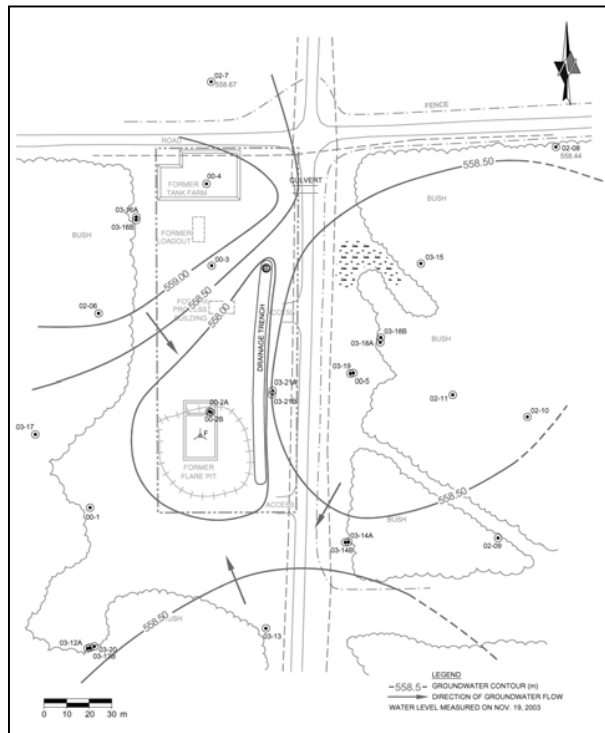 02-7
558.67
FENCE
ROAD
02-08
558.44
558.50
CULVERT
00-4
FORMER
TANK FARM
BUSH
03-16A
03-16B
BUSH
FORMER
LOADOUT
03-15
00-3
559.00
558.50
558.00
02-06
ACCESS
BUILDING
DRAINAGE TRENCH
03-18B
03-18A
BUSH
03-19
00-5
03-21A
03-21B
02-11
02-10
00-2A
00-2B
03-17
F
FORMER
FLARE PIT
ACCESS
558.50
00-1
BUSH
03-14A
03-14B
02-09
558.50
03-12A
03-20
03-13
LEGEND
558.5 GROUNDWATER CONTOUR (m)
DIRECTION OF GROUNDWATER FLOW
WATER LEVEL MEASURED ON NOV. 19, 2003
0 10 20 30 m